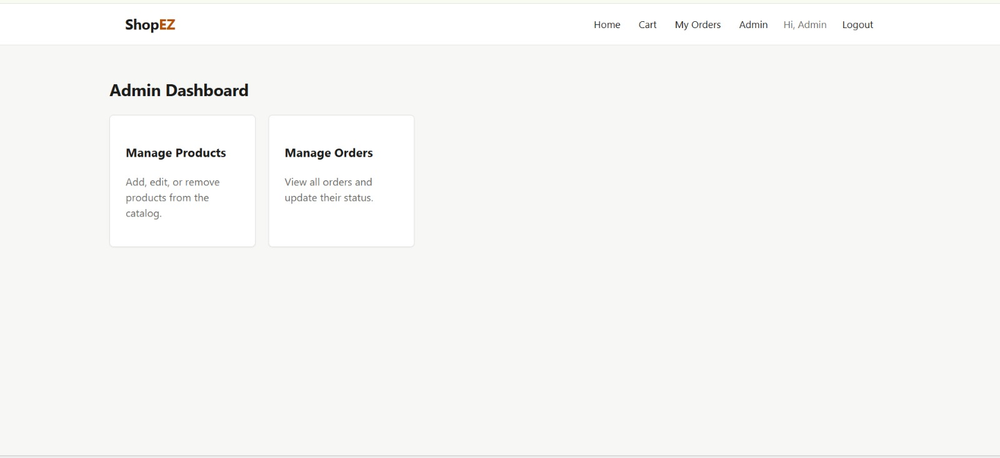 ShopEZ
Home Cart My Orders Admin Hi, Admin Logout
Admin Dashboard
Manage Products
Add, edit, or remove
products from the
catalog.
Manage Orders
View all orders and
update their status.